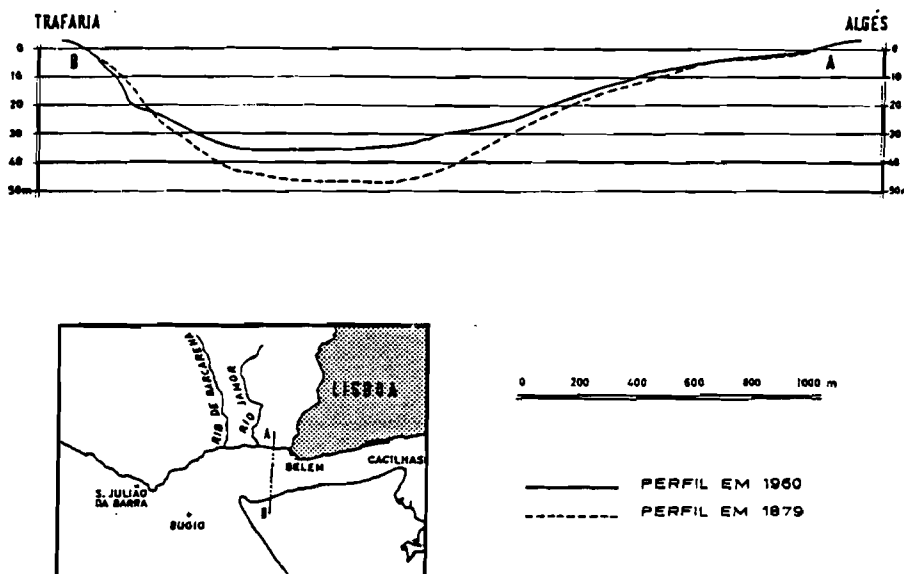 TRAFARIA ALGÉS
0 0
B A
10 10
20 20
30 30
40 40
50m 50m
RIB DE BARCARENA
RIO JAMOR
LISBOA
A
BELEM
CACILHAS
S. JULIÃO
DA BARRA
B
BUGIO
0 200 400 600 800 1000 m
PERFIL EM 1960
PERFIL EM 1879